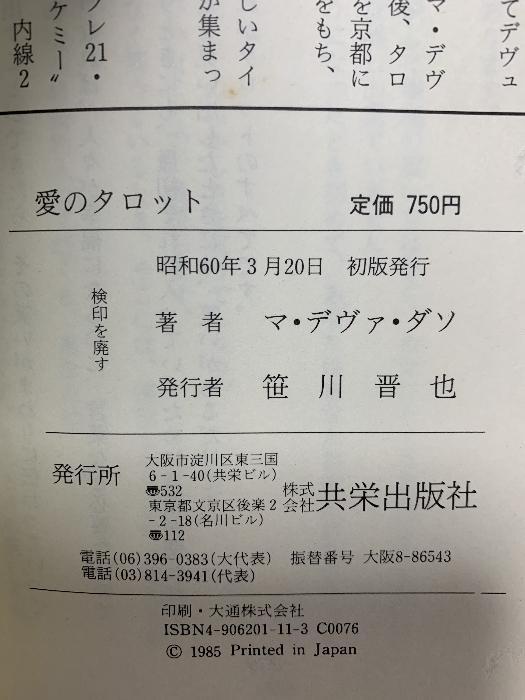 てデヴュ
マ・デヴ
後、タロ
を京都に
をもち、
しいタイ
が集まっ
フレ21・
ケミー〟
内線2
愛のタロット 定価 750円
昭和60年3月20日 初版発行
検印を廃す
著者 マ・デヴァ・ダソ
発行者 笹川晋也
発行所
大阪市淀川区東三国
6-1-40(共栄ビル)
〠532
東京都文京区後楽2
-2-18(名川ビル)
〠112
株式会社 共栄出版社
電話(06)396-0383(大代表) 振替番号 大阪8-86543
電話(03)814-3941(代表)
印刷・大通株式会社
ISBN4-906201-11-3 C0076
© 1985 Printed in Japan